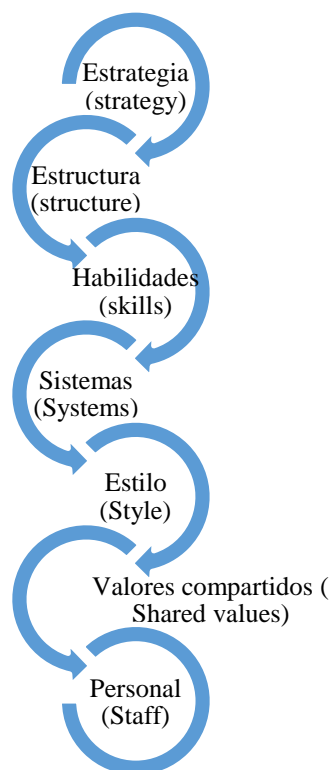 Estrategia
(strategy)
Estructura
(structure)
Habilidades
(skills)
Sistemas
(Systems)
Estilo
(Style)
Valores compartidos (
Shared values)
Personal
(Staff)